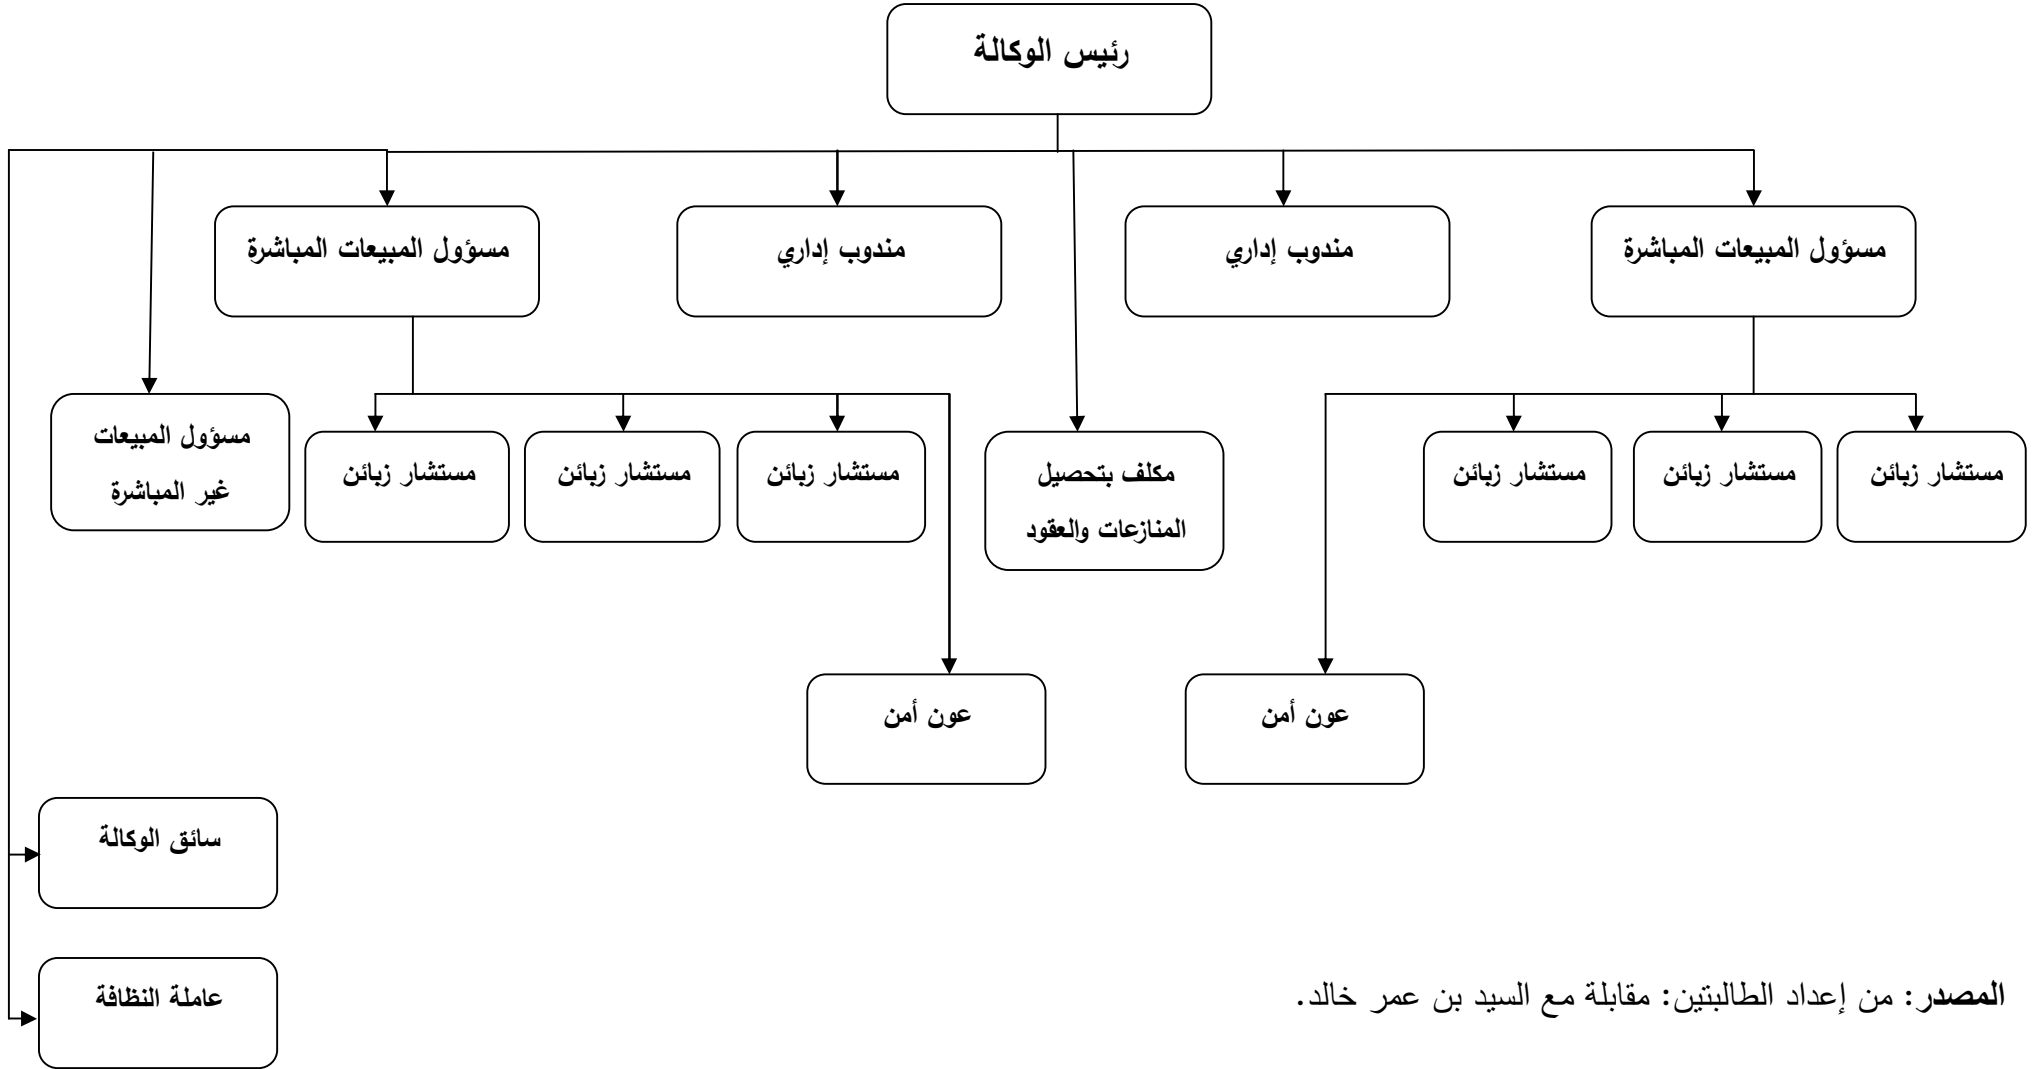 رئيس الوكالة
مسؤول المبيعات المباشرة
مندوب إداري
مندوب إداري
مسؤول المبيعات المباشرة
مستشار زبائن
مستشار زبائن
مستشار زبائن
مكلف بتحصيل
المنازعات والعقود
مستشار زبائن
مستشار زبائن
مستشار زبائن
مسؤول المبيعات
غير المباشرة
عون أمن
عون أمن
سائق الوكالة
عاملة النظافة
المصدر: من إعداد الطالبتين: مقابلة مع السيد بن عمر خالد.